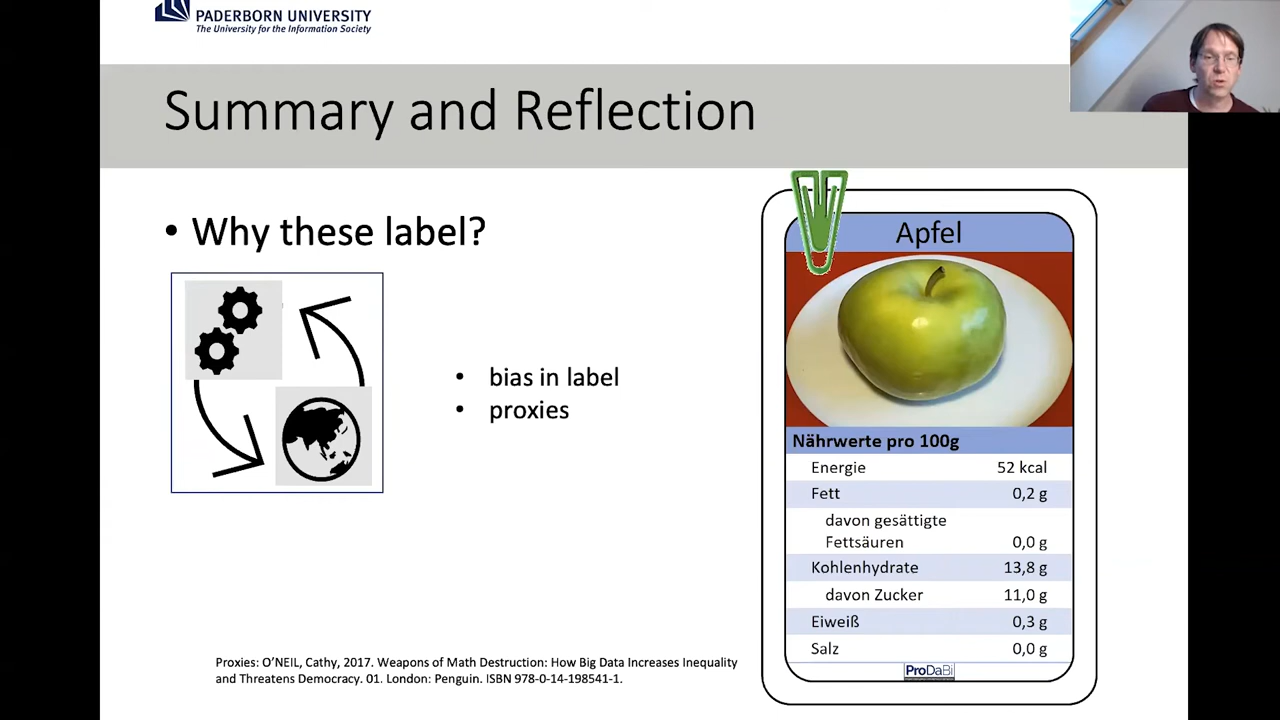 PADERBORN UNIVERSITY
The University for the Information Society
Summary and Reflection
• Why these label?
• bias in label
• proxies
Proxies: O’NEIL, Cathy, 2017. Weapons of Math Destruction: How Big Data Increases Inequality
and Threatens Democracy. 01. London: Penguin. ISBN 978-0-14-198541-1.
Apfel
Nährwerte pro 100g
Energie 52 kcal
Fett 0,2 g
davon gesättigte
Fettsäuren 0,0 g
Kohlenhydrate 13,8 g
davon Zucker 11,0 g
Eiweiß 0,3 g
Salz 0,0 g
ProDaBi